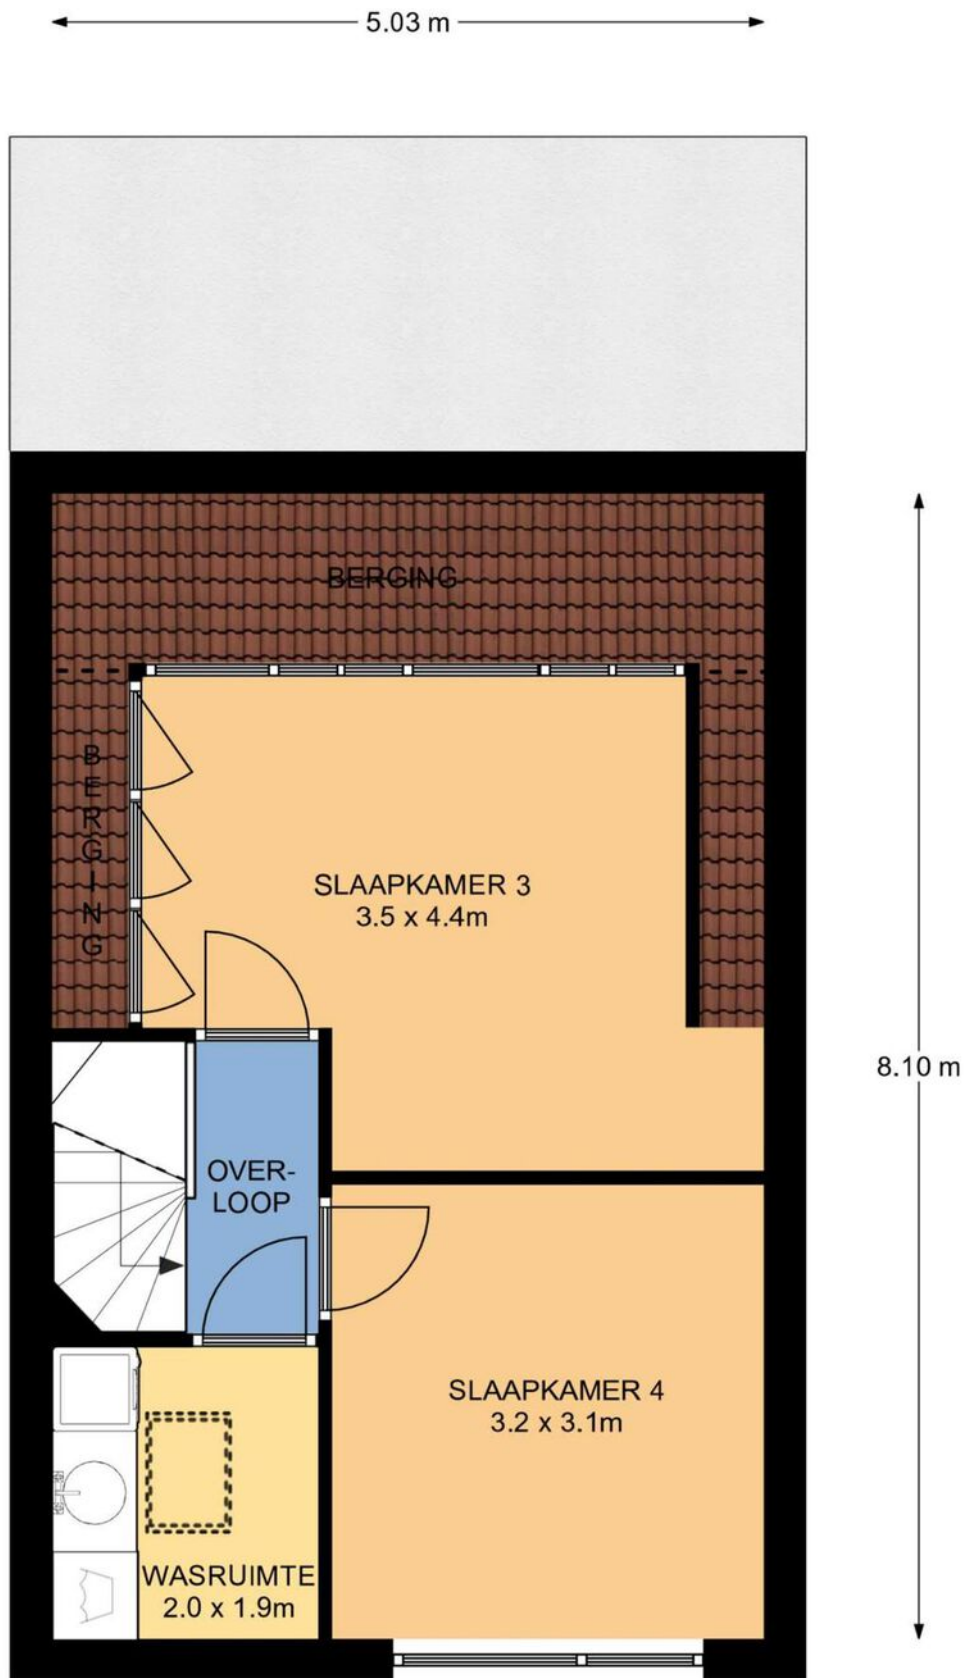 5.03 m
BERGING
BERGING
SLAAPKAMER 3
3.5 x 4.4m
8.10 m
OVER-
LOOP
SLAAPKAMER 4
3.2 x 3.1m
WASRUIMTE
2.0 x 1.9m